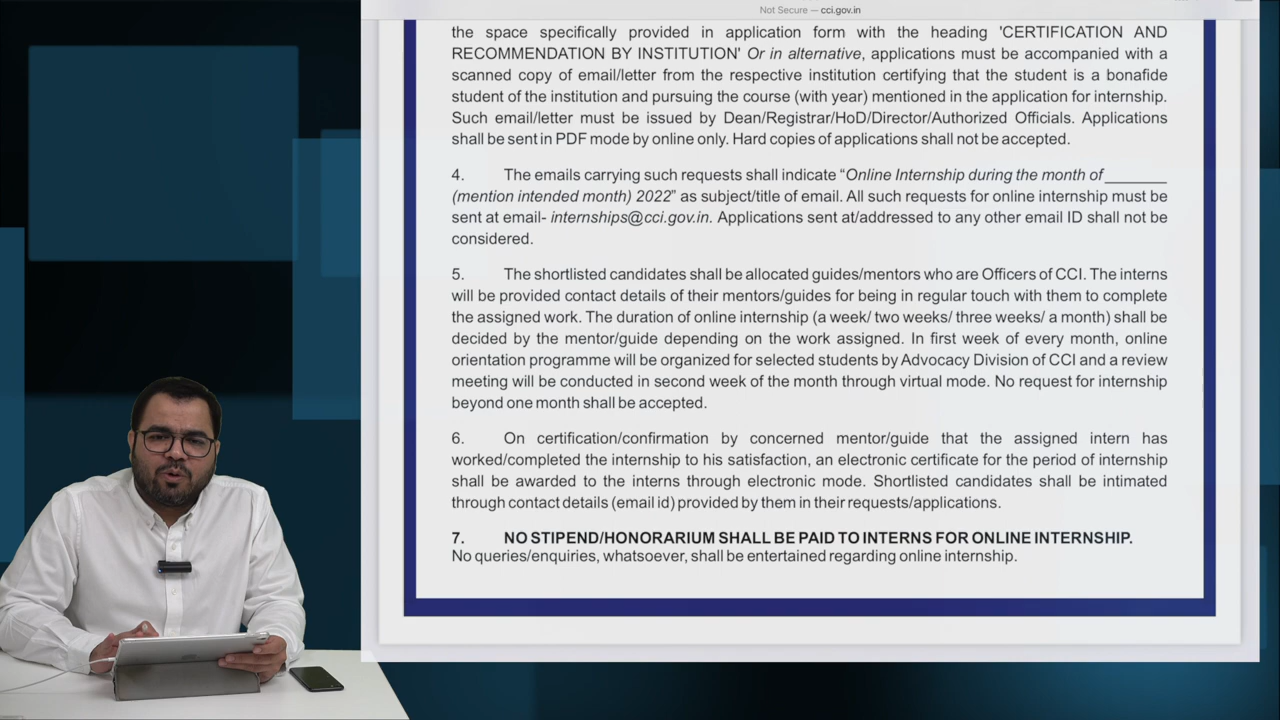 Not Secure — cci.gov.in
the space specifically provided in application form with the heading 'CERTIFICATION AND
RECOMMENDATION BY INSTITUTION' Or in alternative, applications must be accompanied with a
scanned copy of email/letter from the respective institution certifying that the student is a bonafide
student of the institution and pursuing the course (with year) mentioned in the application for internship.
Such email/letter must be issued by Dean/Registrar/HoD/Director/Authorized Officials. Applications
shall be sent in PDF mode by online only. Hard copies of applications shall not be accepted.
4. The emails carrying such requests shall indicate “Online Internship during the month of _______
(mention intended month) 2022” as subject/title of email. All such requests for online internship must be
sent at email- internships@cci.gov.in. Applications sent at/addressed to any other email ID shall not be
considered.
5. The shortlisted candidates shall be allocated guides/mentors who are Officers of CCI. The interns
will be provided contact details of their mentors/guides for being in regular touch with them to complete
the assigned work. The duration of online internship (a week/ two weeks/ three weeks/ a month) shall be
decided by the mentor/guide depending on the work assigned. In first week of every month, online
orientation programme will be organized for selected students by Advocacy Division of CCI and a review
meeting will be conducted in second week of the month through virtual mode. No request for internship
beyond one month shall be accepted.
6. On certification/confirmation by concerned mentor/guide that the assigned intern has
worked/completed the internship to his satisfaction, an electronic certificate for the period of internship
shall be awarded to the interns through electronic mode. Shortlisted candidates shall be intimated
through contact details (email id) provided by them in their requests/applications.
7. NO STIPEND/HONORARIUM SHALL BE PAID TO INTERNS FOR ONLINE INTERNSHIP.
No queries/enquiries, whatsoever, shall be entertained regarding online internship.